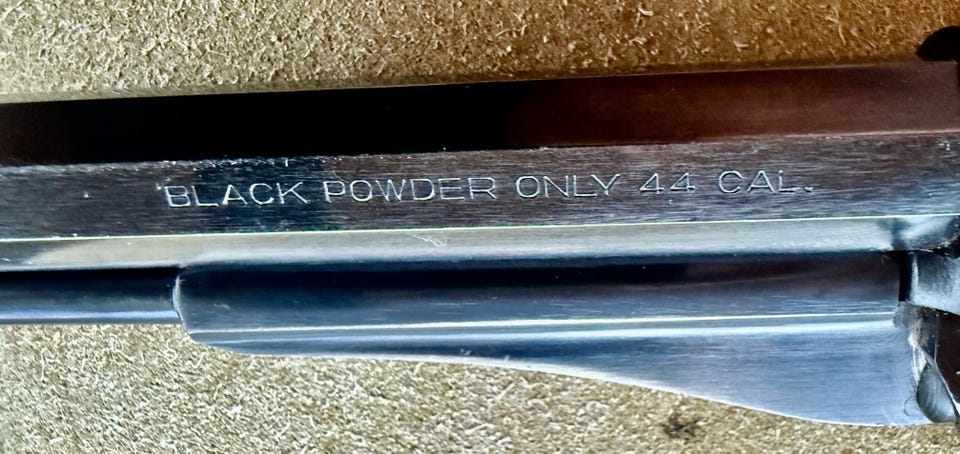 BLACK POWDER ONLY 44 CAL.